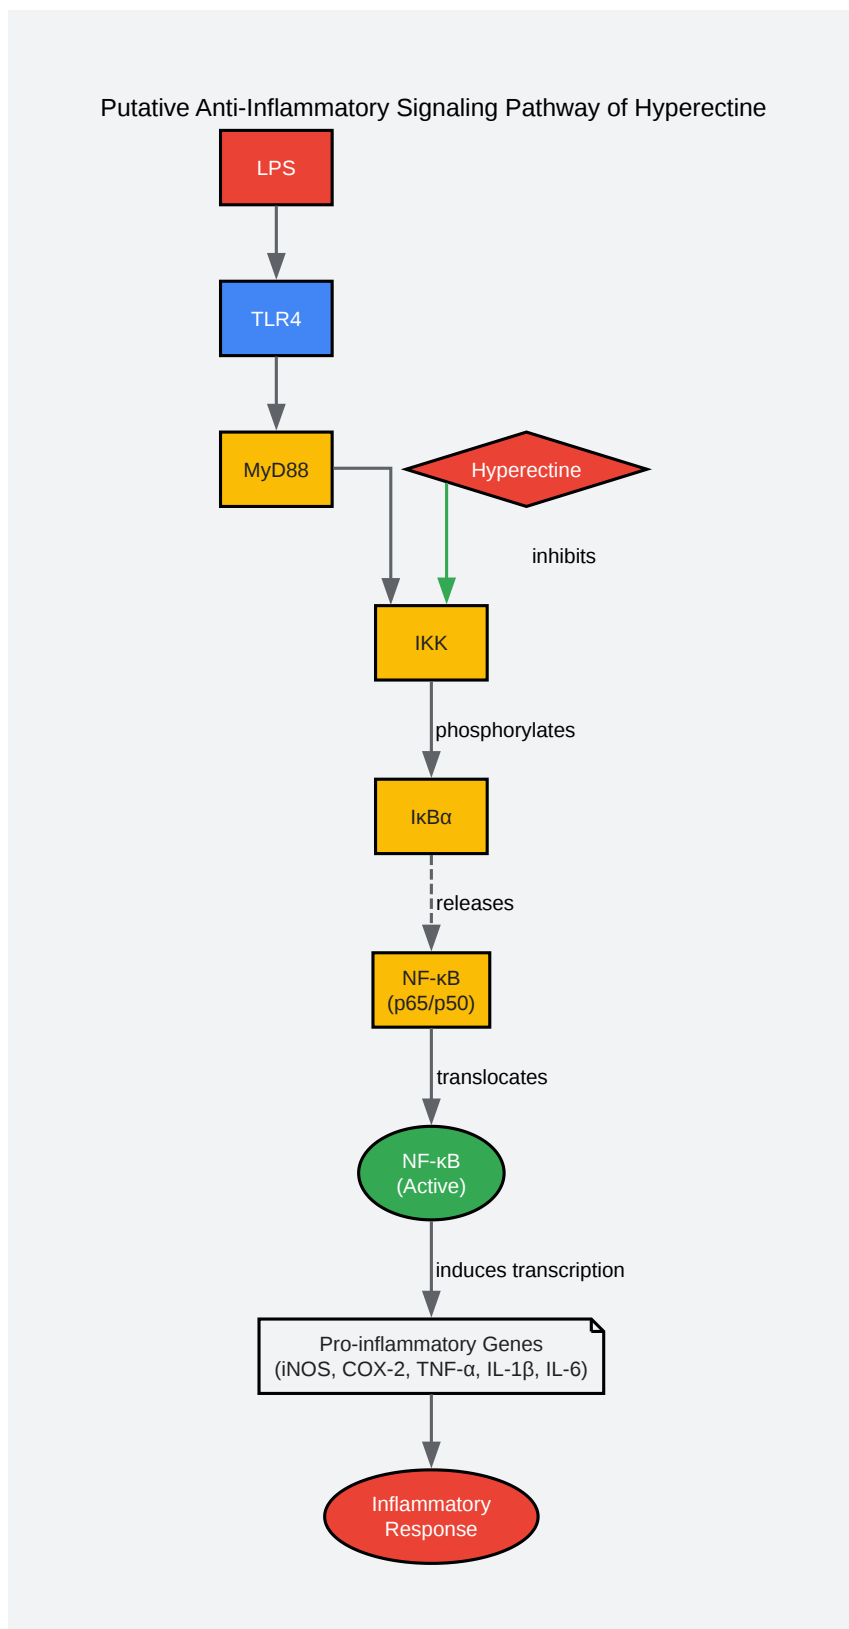 Putative Anti-Inflammatory Signaling Pathway of Hyperectine
LPS
TLR4
MyD88
Hyperectine
inhibits
IKK
phosphorylates
IκBα
releases
NF-κB
(p65/p50)
translocates
NF-κB
(Active)
induces transcription
Pro-inflammatory Genes
(iNOS, COX-2, TNF-α, IL-1β, IL-6)
Inflammatory
Response